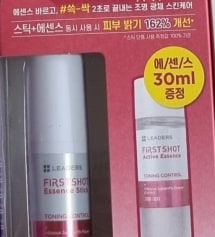 에센스 바르고, #쓱-싹 2초로 끝내는 조명 광채 스킨케어
스틱+에센스 동시 사용 시 피부 밝기 162% 개선*
에/센/스
30ml
증정
LEADERS
FIRST SHOT
Essence Stick
TONING CONTROL
LEADERS
FIRST SHOT
Active Essence
TONING CONTROL